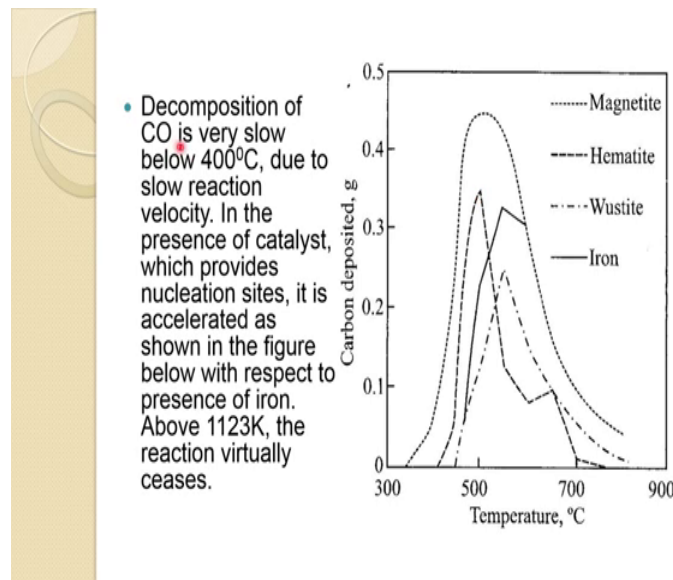 Decomposition of
CO is very slow
below 400⁰C, due to
slow reaction
velocity. In the
presence of catalyst,
which provides
nucleation sites, it is
accelerated as
shown in the figure
below with respect to
presence of iron.
Above 1123K, the
reaction virtually
ceases.
Carbon deposited, g
0.5
0.4
0.3
0.2
0.1
0
300
500
700
900
Temperature, ⁰C
Magnetite
Hematite
Wustite
Iron